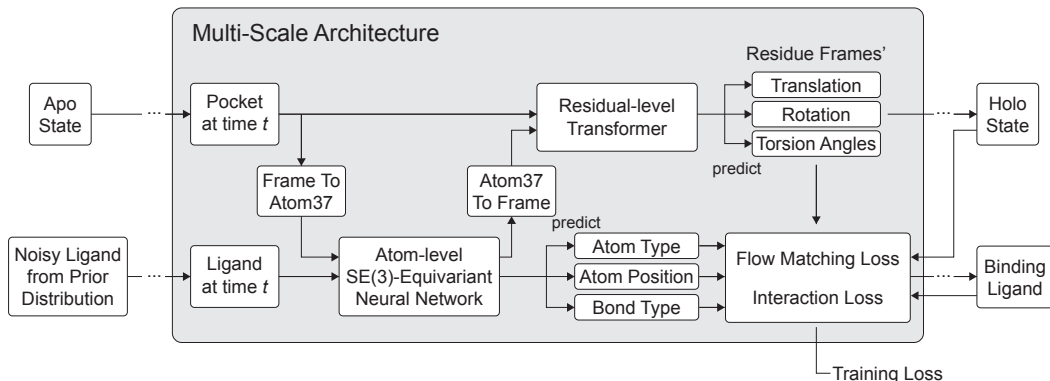 Multi-Scale Architecture
Residue Frames'
Apo
State
...
Pocket
at time t
Residual-level
Transformer
Translation
Rotation
Torsion Angles
predict
...
Holo
State
Frame To
Atom37
Atom37
To Frame
predict
Noisy Ligand
from Prior
Distribution
...
Ligand
at time t
Atom-level
SE(3)-Equivariant
Neural Network
Atom Type
Atom Position
Bond Type
Flow Matching Loss
Interaction Loss
...
Binding
Ligand
Training Loss